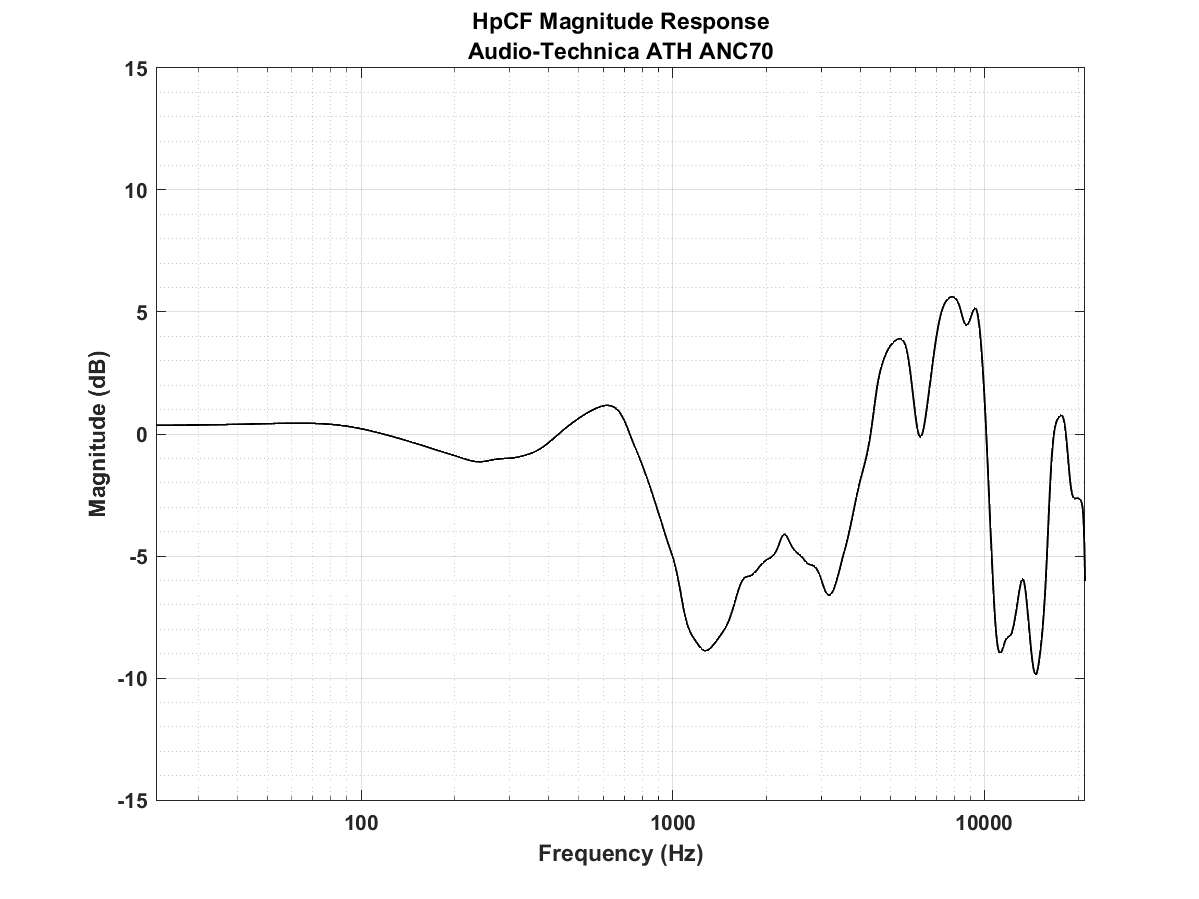 HpCF Magnitude Response
Audio-Technica ATH ANC70
15
10
5
0
-5
-10
-15
Magnitude (dB)
100
1000
10000
Frequency (Hz)